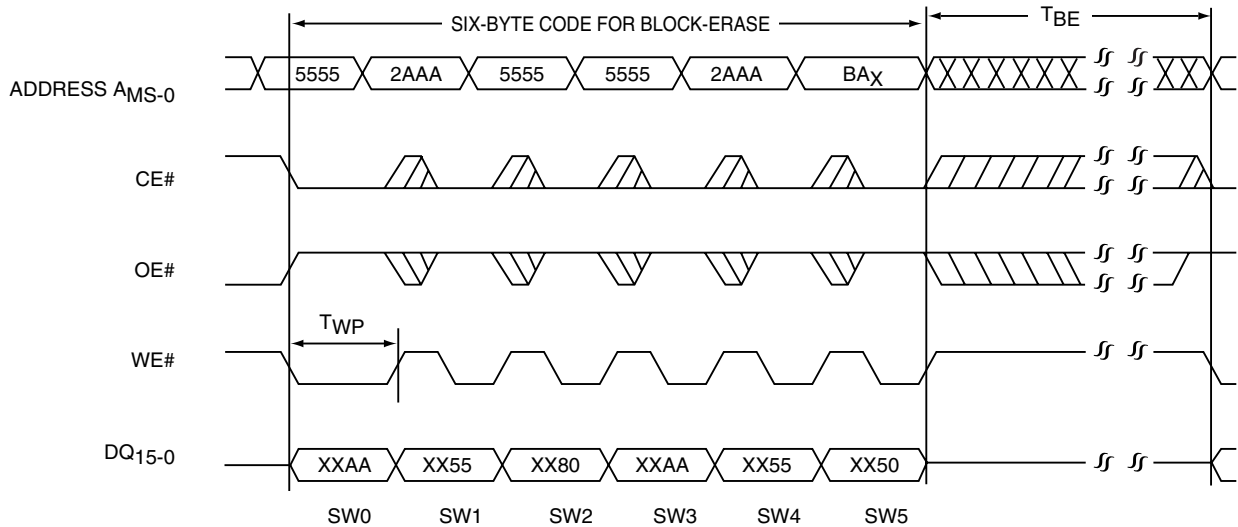 SIX-BYTE CODE FOR BLOCK-ERASE TBE
ADDRESS AMS-0 5555 2AAA 5555 5555 2AAA BAX
CE#
OE#
TWP
WE#
DQ15-0 XXAA XX55 XX80 XXAA XX55 XX50
SW0 SW1 SW2 SW3 SW4 SW5